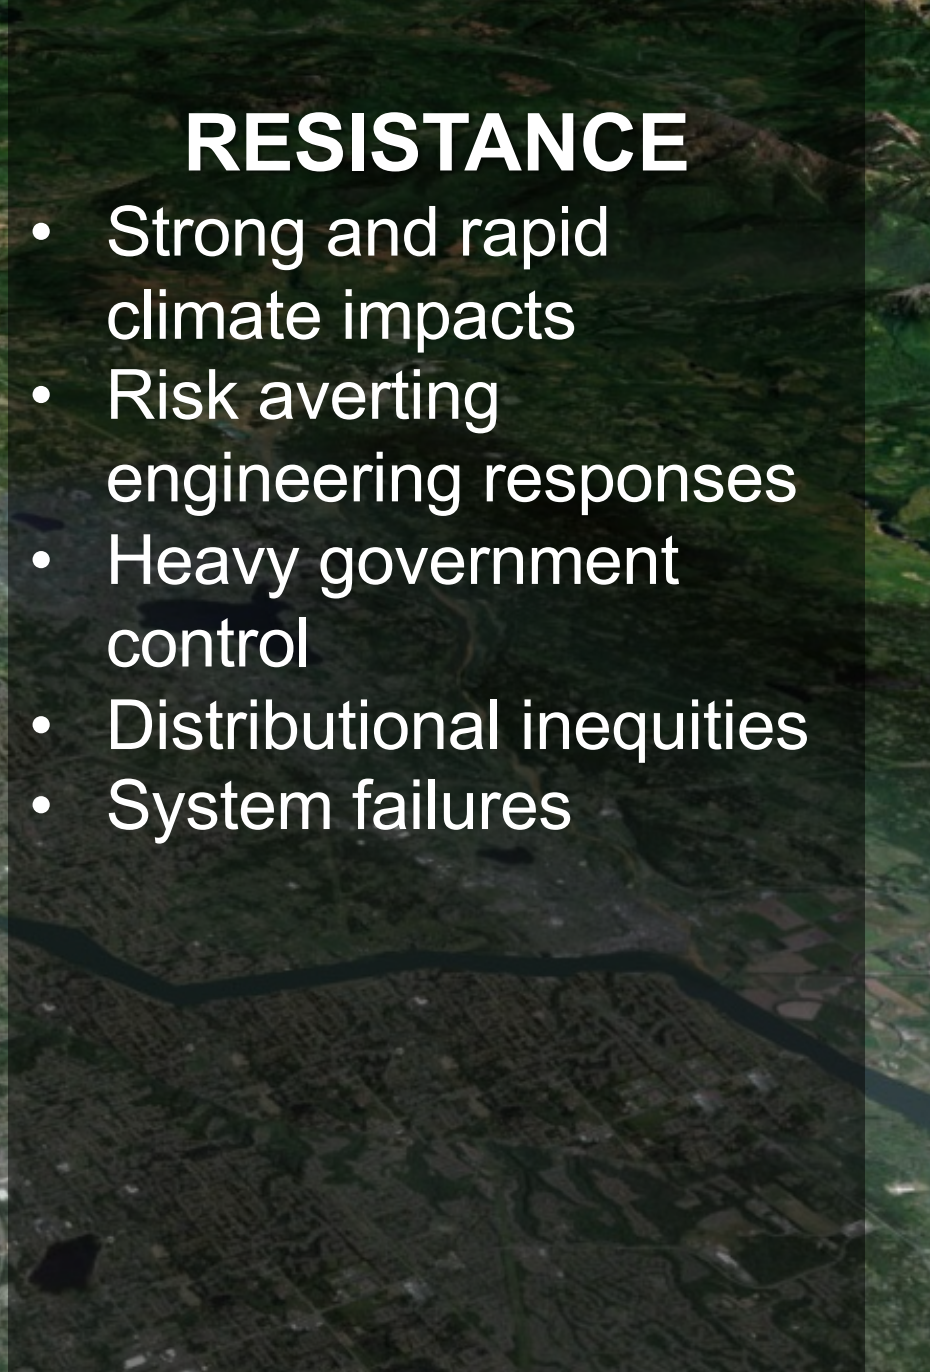 RESISTANCE
• Strong and rapid
climate impacts
• Risk averting
engineering responses
• Heavy government
control
• Distributional inequities
• System failures